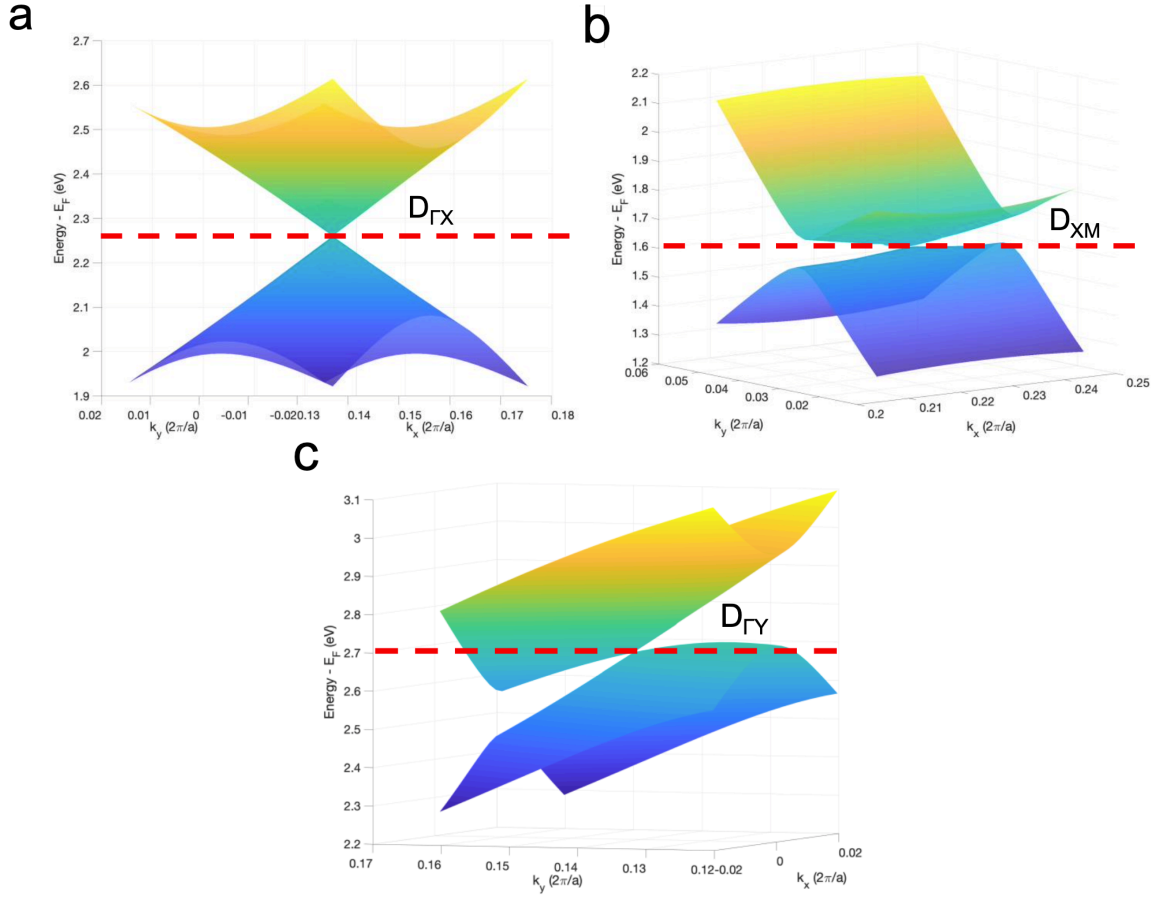 a
2.7
2.6
2.5
2.4
2.3
2.2
2.1
2
1.9
Energy - E_F (eV)
D_ΓX
0.02 0.01 0 -0.01 -0.02 0.13 0.14 0.15 0.16 0.17 0.18
k_y (2π/a) k_x (2π/a)
b
2.2
2.1
2
1.9
1.8
1.7
1.6
1.5
1.4
1.3
1.2
Energy - E_F (eV)
D_XM
0.06 0.05 0.04 0.03 0.02
k_y (2π/a)
0.2 0.21 0.22 0.23 0.24 0.25
k_x (2π/a)
c
3.1
3
2.9
2.8
2.7
2.6
2.5
2.4
2.3
2.2
Energy - E_F (eV)
D_ΓY
0.17 0.16 0.15 0.14 0.13 0.12
k_y (2π/a)
-0.02 0 0.02
k_x (2π/a)